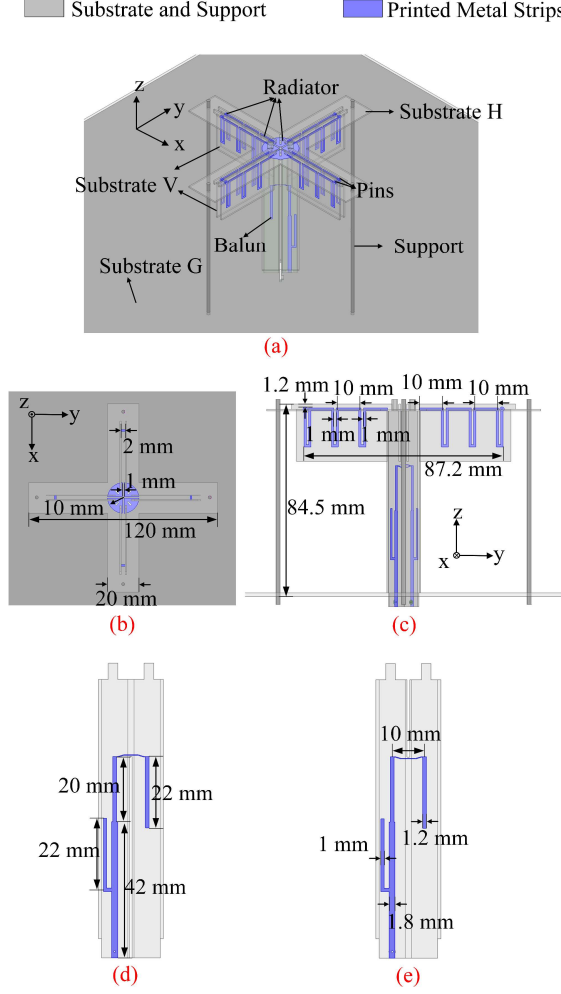 Substrate and Support Printed Metal Strips
z
y
x
Radiator
Substrate H
Substrate V
Pins
Balun
Support
Substrate G
(a)
z
y
x
2 mm
1 mm
10 mm
120 mm
20 mm
(b)
1.2 mm
10 mm
10 mm
10 mm
1 mm
1 mm
87.2 mm
84.5 mm
z
y
x
(c)
20 mm
22 mm
22 mm
42 mm
(d)
10 mm
1 mm
1.2 mm
1.8 mm
(e)